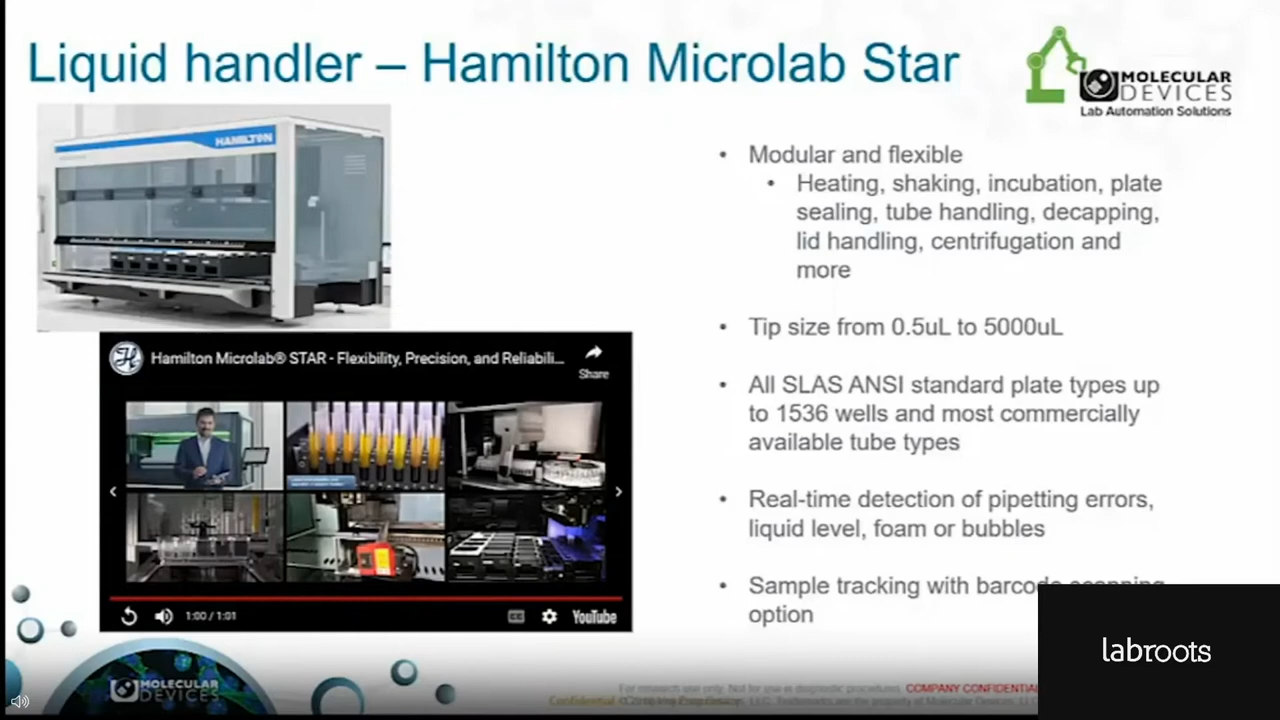 Liquid handler – Hamilton Microlab Star
MOLECULAR
DEVICES
Lab Automation Solutions
HAMILTON
• Modular and flexible
• Heating, shaking, incubation, plate
sealing, tube handling, decapping,
lid handling, centrifugation and
more
• Tip size from 0.5uL to 5000uL
• All SLAS ANSI standard plate types up
to 1536 wells and most commercially
available tube types
• Real-time detection of pipetting errors,
liquid level, foam or bubbles
• Sample tracking with barcode scanning
option
Hamilton Microlab® STAR - Flexibility, Precision, and Reliabili...
Share
1:00 / 1:01
CC
YouTube
labroots
MOLECULAR
DEVICES
For research use only. Not for use in diagnostic procedures. COMPANY CONFIDENTIAL